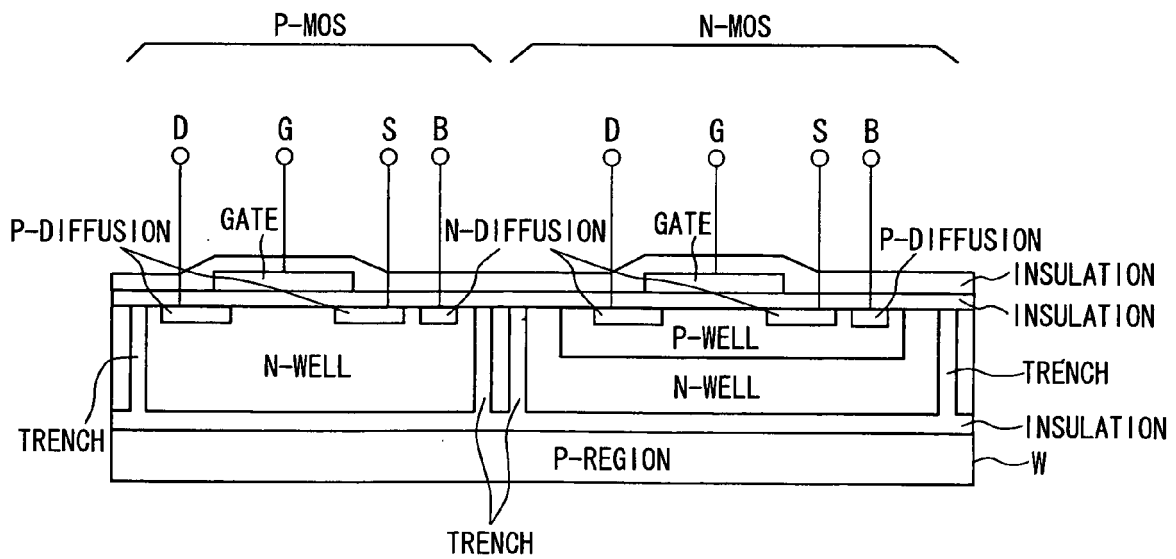 P-MOS N-MOS
D G S B D G S B
P-DIFFUSION GATE N-DIFFUSION GATE P-DIFFUSION
INSULATION
INSULATION
P-WELL
N-WELL N-WELL TRENCH
TRENCH INSULATION
P-REGION W
TRENCH